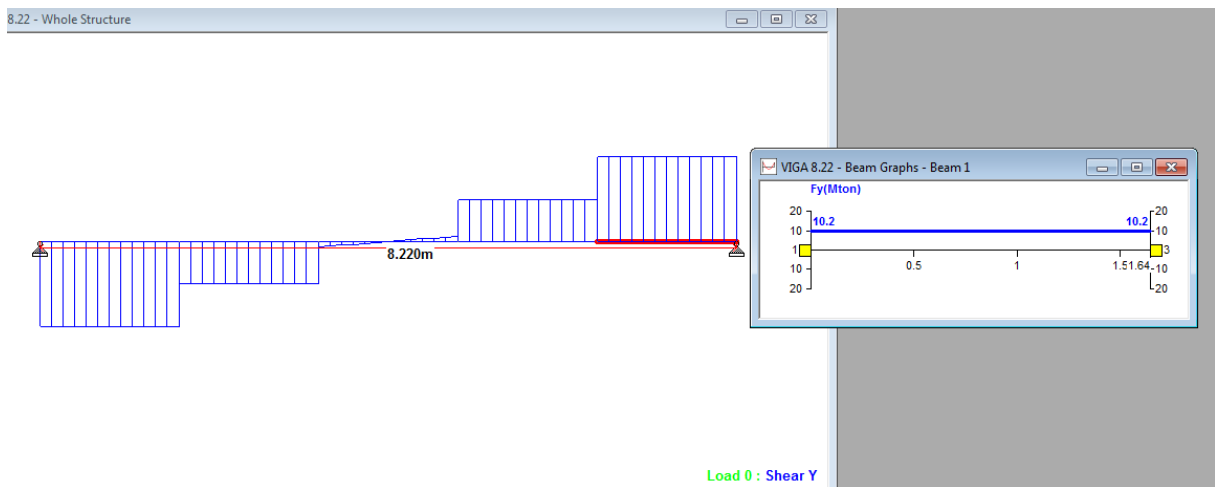 8.22 - Whole Structure
8.220m
Load 0 : Shear Y
VIGA 8.22 - Beam Graphs - Beam 1
Fy(Mton)
20 20
10.2 10.2
10 10
1 3
0.5 1 1.51.64
10 10
20 20